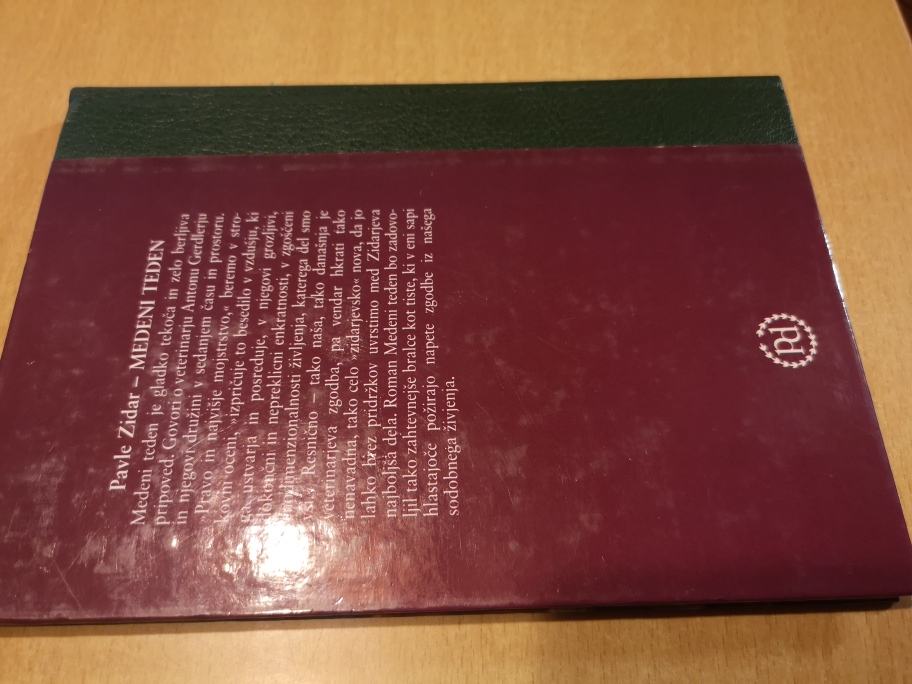 Pavle Zidar – MEDENI TEDEN
Medeni teden je gladko tekoča in zelo berljiva
pripoved. Govori o veterinarju Antonu Gerdlerju
in njegovi družini v sedanjem času in prostoru.
Pravo in najvišje mojstrstvo,« beremo v stro-
kovni oceni, »izpričuje to besedilo v vzdušju, ki
ga ustvarja in posreduje, v njegovi grozljivi,
dokončni in nepreklicni enkratnosti, v zgoščeni
življenja, katerega del smo
vsi.« Resnično – tako naša, tako današnja je
veterinarjeva zgodba, pa vendar hkrati tako
nenavadna, tako celo »zidarjevsko« nova, da jo
lahko brez pridržkov uvrstimo med Zidarjeva
najboljša dela. Roman Medeni teden bo zadovo-
ljil tako zahtevnejše bralce kot tiste, ki v eni sapi
hlastajoče požirajo napete zgodbe iz našega
sodobnega življenja.
pd